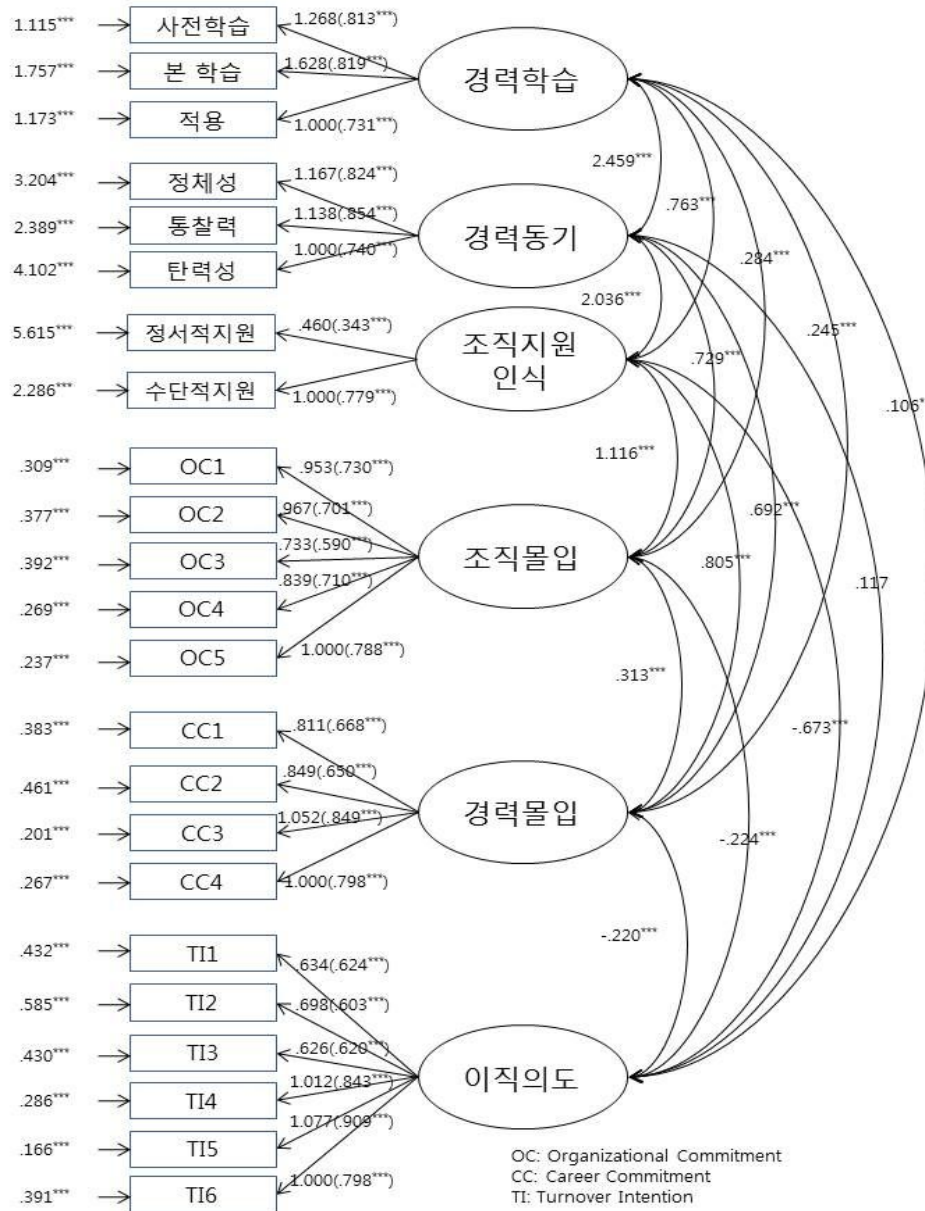 1.115*** 사전학습 1.268(.813***)
1.757*** 본 학습 1.628(.819***)
1.173*** 적용 1.000(.731***)
경력학습
3.204*** 정체성 1.167(.824***)
2.389*** 통찰력 1.138(.854***)
4.102*** 탄력성 1.000(.740***)
경력동기
5.615*** 정서적지원 .460(.343***)
2.286*** 수단적지원 1.000(.779***)
조직지원
인식
.309*** OC1 .953(.730***)
.377*** OC2 .967(.701***)
.392*** OC3 .733(.590***)
.269*** OC4 .839(.710***)
.237*** OC5 1.000(.788***)
조직몰입
.383*** CC1 .811(.668***)
.461*** CC2 .849(.650***)
.201*** CC3 1.052(.849***)
.267*** CC4 1.000(.798***)
경력몰입
.432*** TI1 .634(.624***)
.585*** TI2 .698(.603***)
.430*** TI3 .626(.620***)
.286*** TI4 1.012(.843***)
.166*** TI5 1.077(.909***)
.391*** TI6 1.000(.798***)
이직의도
2.459***
.763***
.284***
2.036***
.245***
.729***
.106*
1.116***
.692***
.805***
.117
.313***
-.673***
-.224***
-.220***
OC: Organizational Commitment
CC: Career Commitment
TI: Turnover Intention